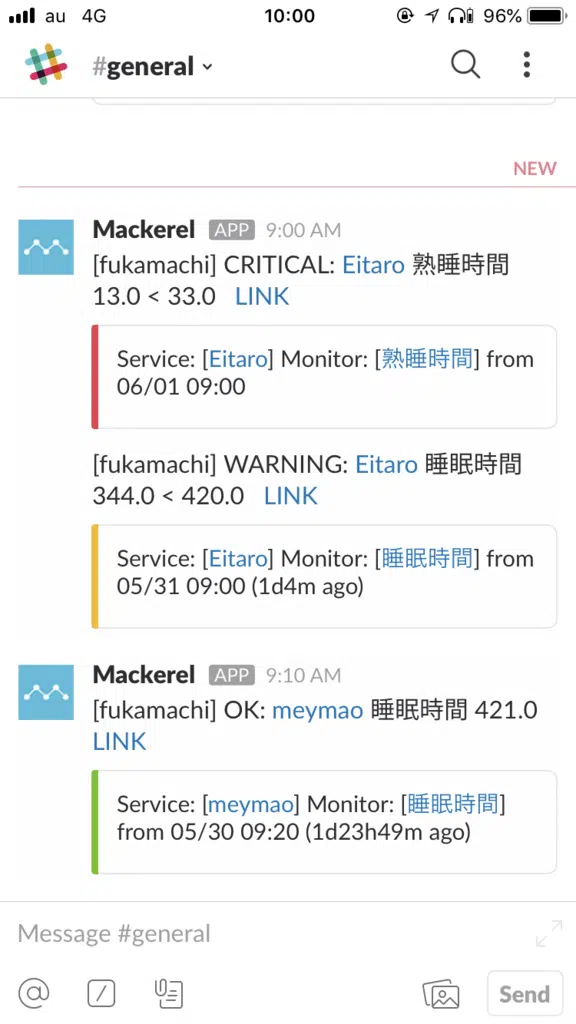 au 4G 10:00 96%
#general
NEW
Mackerel APP 9:00 AM
[fukamachi] CRITICAL: Eitaro 熟睡時間
13.0 < 33.0 LINK
Service: [Eitaro] Monitor: [熟睡時間] from
06/01 09:00
[fukamachi] WARNING: Eitaro 睡眠時間
344.0 < 420.0 LINK
Service: [Eitaro] Monitor: [睡眠時間] from
05/31 09:00 (1d4m ago)
Mackerel APP 9:10 AM
[fukamachi] OK: meymao 睡眠時間 421.0
LINK
Service: [meymao] Monitor: [睡眠時間]
from 05/30 09:20 (1d23h49m ago)
Message #general
Send